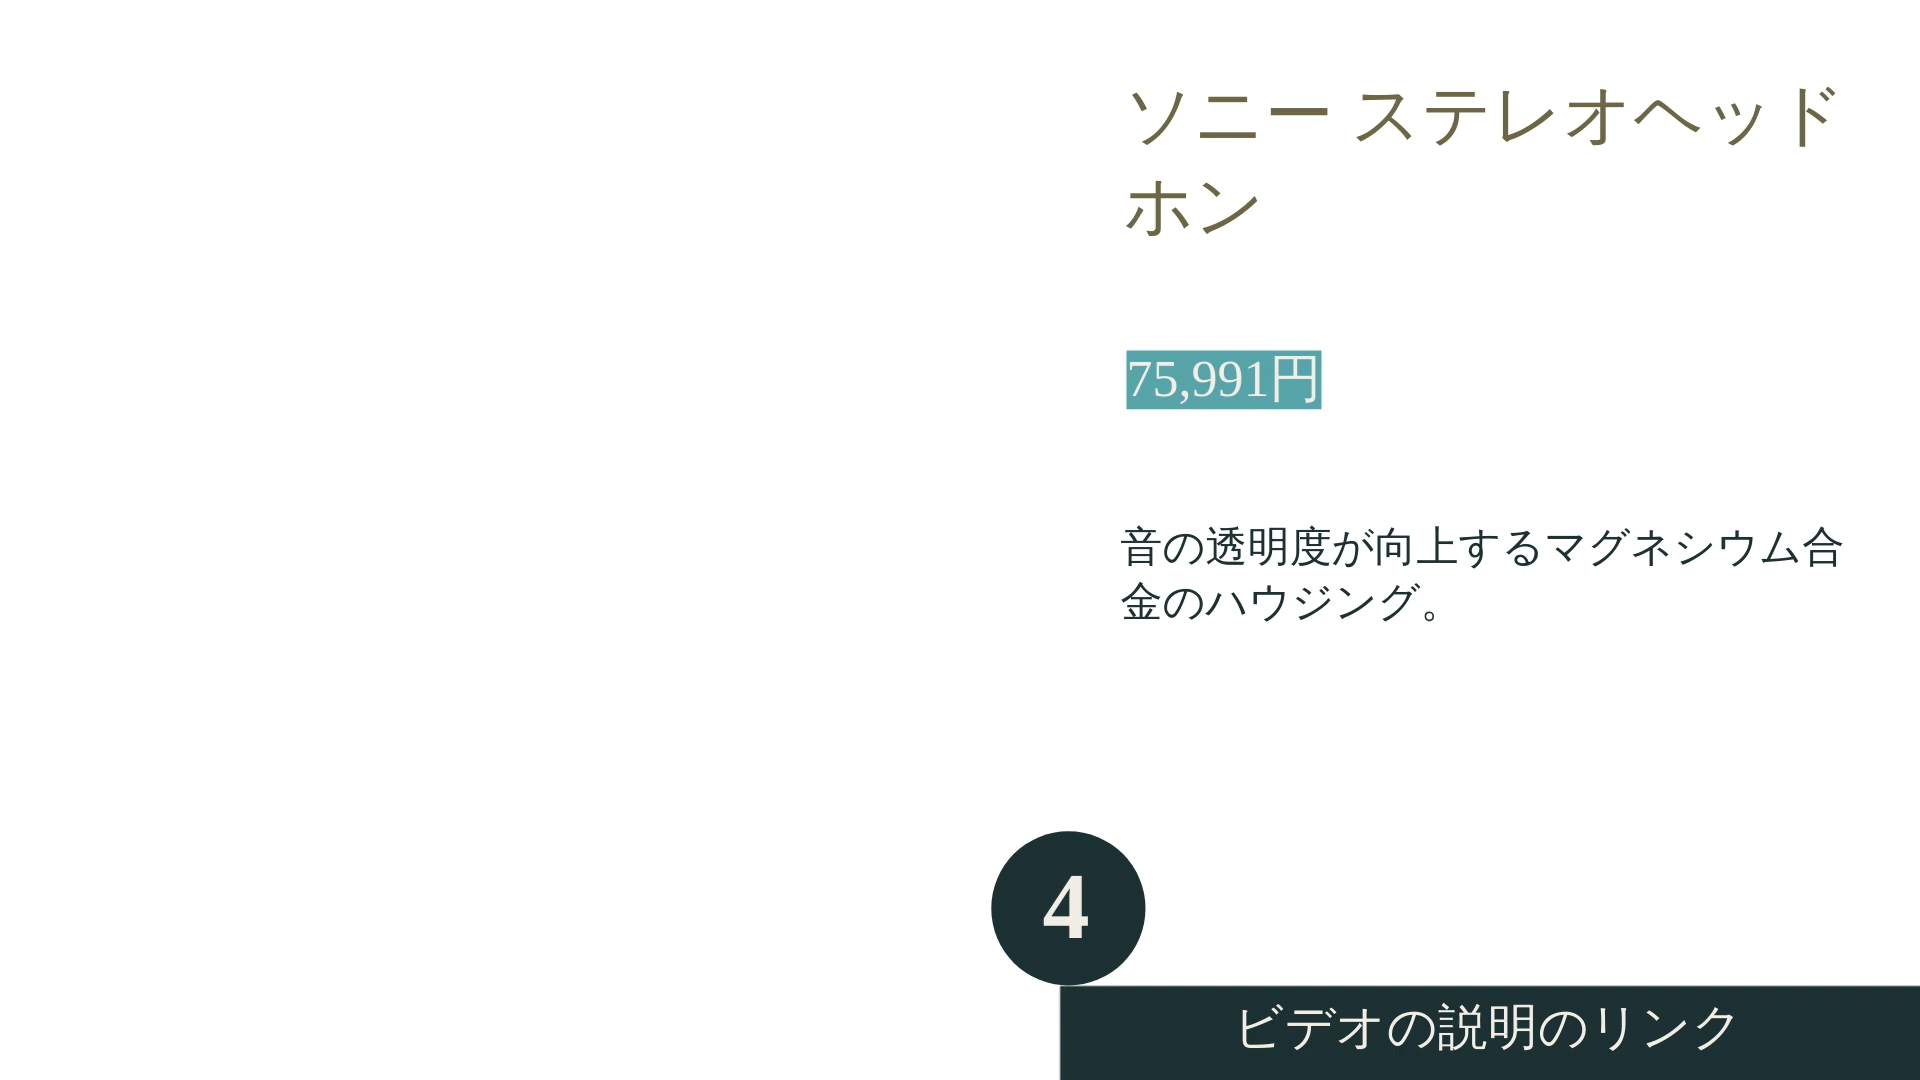 ソニー ステレオヘッド
ホン
75,991円
音の透明度が向上するマグネシウム合
金のハウジング。
4
ビデオの説明のリンク